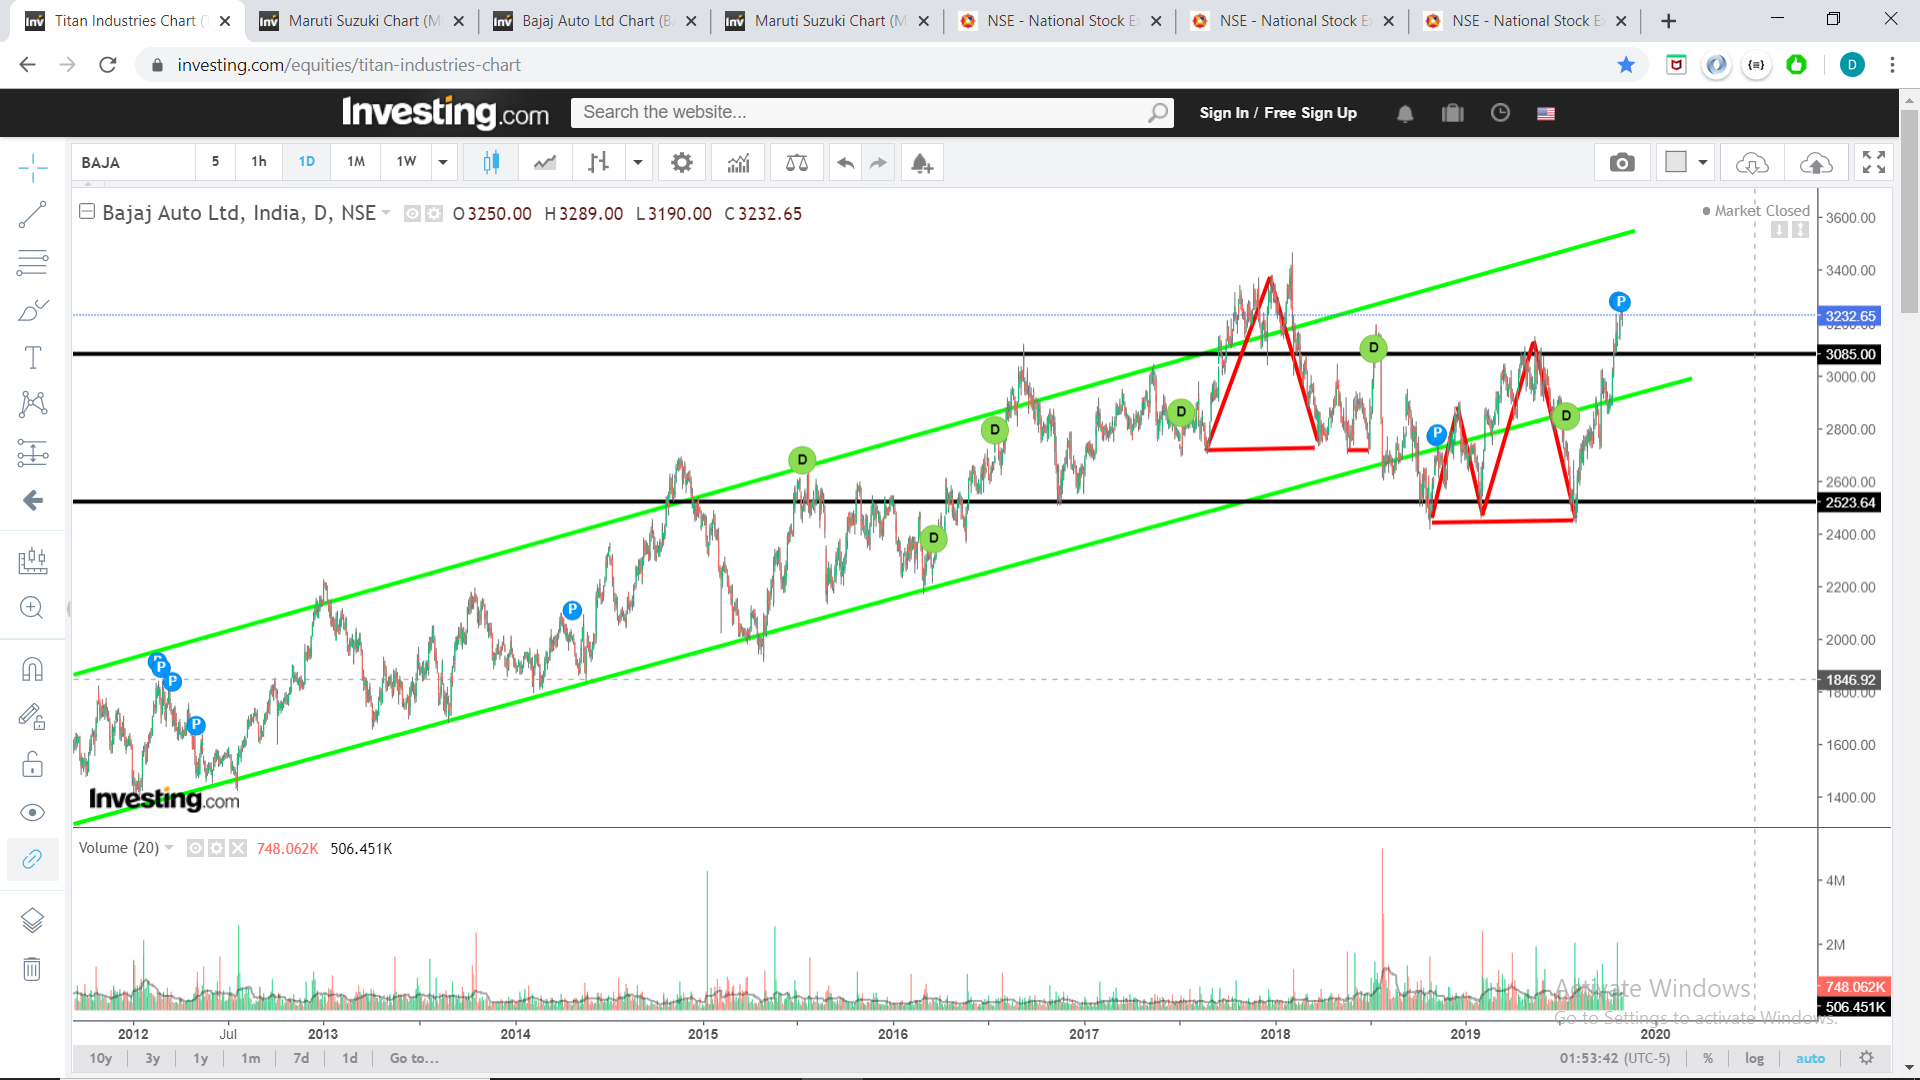 Titan Industries Chart (T
Maruti Suzuki Chart (M
Bajaj Auto Ltd Chart (BA
Maruti Suzuki Chart (M
NSE - National Stock Ex
NSE - National Stock Ex
NSE - National Stock Ex
investing.com/equities/titan-industries-chart
D
Investing.com
Search the website...
Sign In / Free Sign Up
BAJA
5
1h
1D
1M
1W
Bajaj Auto Ltd, India, D, NSE
O3250.00 H3289.00 L3190.00 C3232.65
Market Closed
3600.00
3400.00
3232.65
3200.00
3085.00
3000.00
2800.00
2600.00
2523.64
2400.00
2200.00
2000.00
1846.92
1800.00
1600.00
1400.00
P
D
D
P
D
D
D
D
P
P
P
P
Investing.com
Volume (20)
748.062K 506.451K
4M
2M
748.062K
506.451K
Activate Windows
Go to Settings to activate Windows.
2012 Jul 2013 2014 2015 2016 2017 2018 2019 2020
10y 3y 1y 1m 7d 1d Go to...
01:53:42 (UTC-5) % log auto